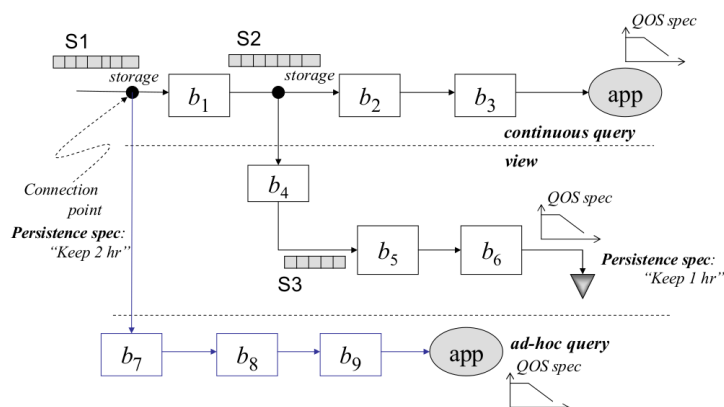 QOS spec
S1
S2
storage
storage
b1
b2
b3
app
continuous query
view
Connection
point
b4
QOS spec
Persistence spec:
“Keep 2 hr”
b5
b6
Persistence spec:
“Keep 1 hr”
S3
b7
b8
b9
app
ad-hoc query
QOS spec